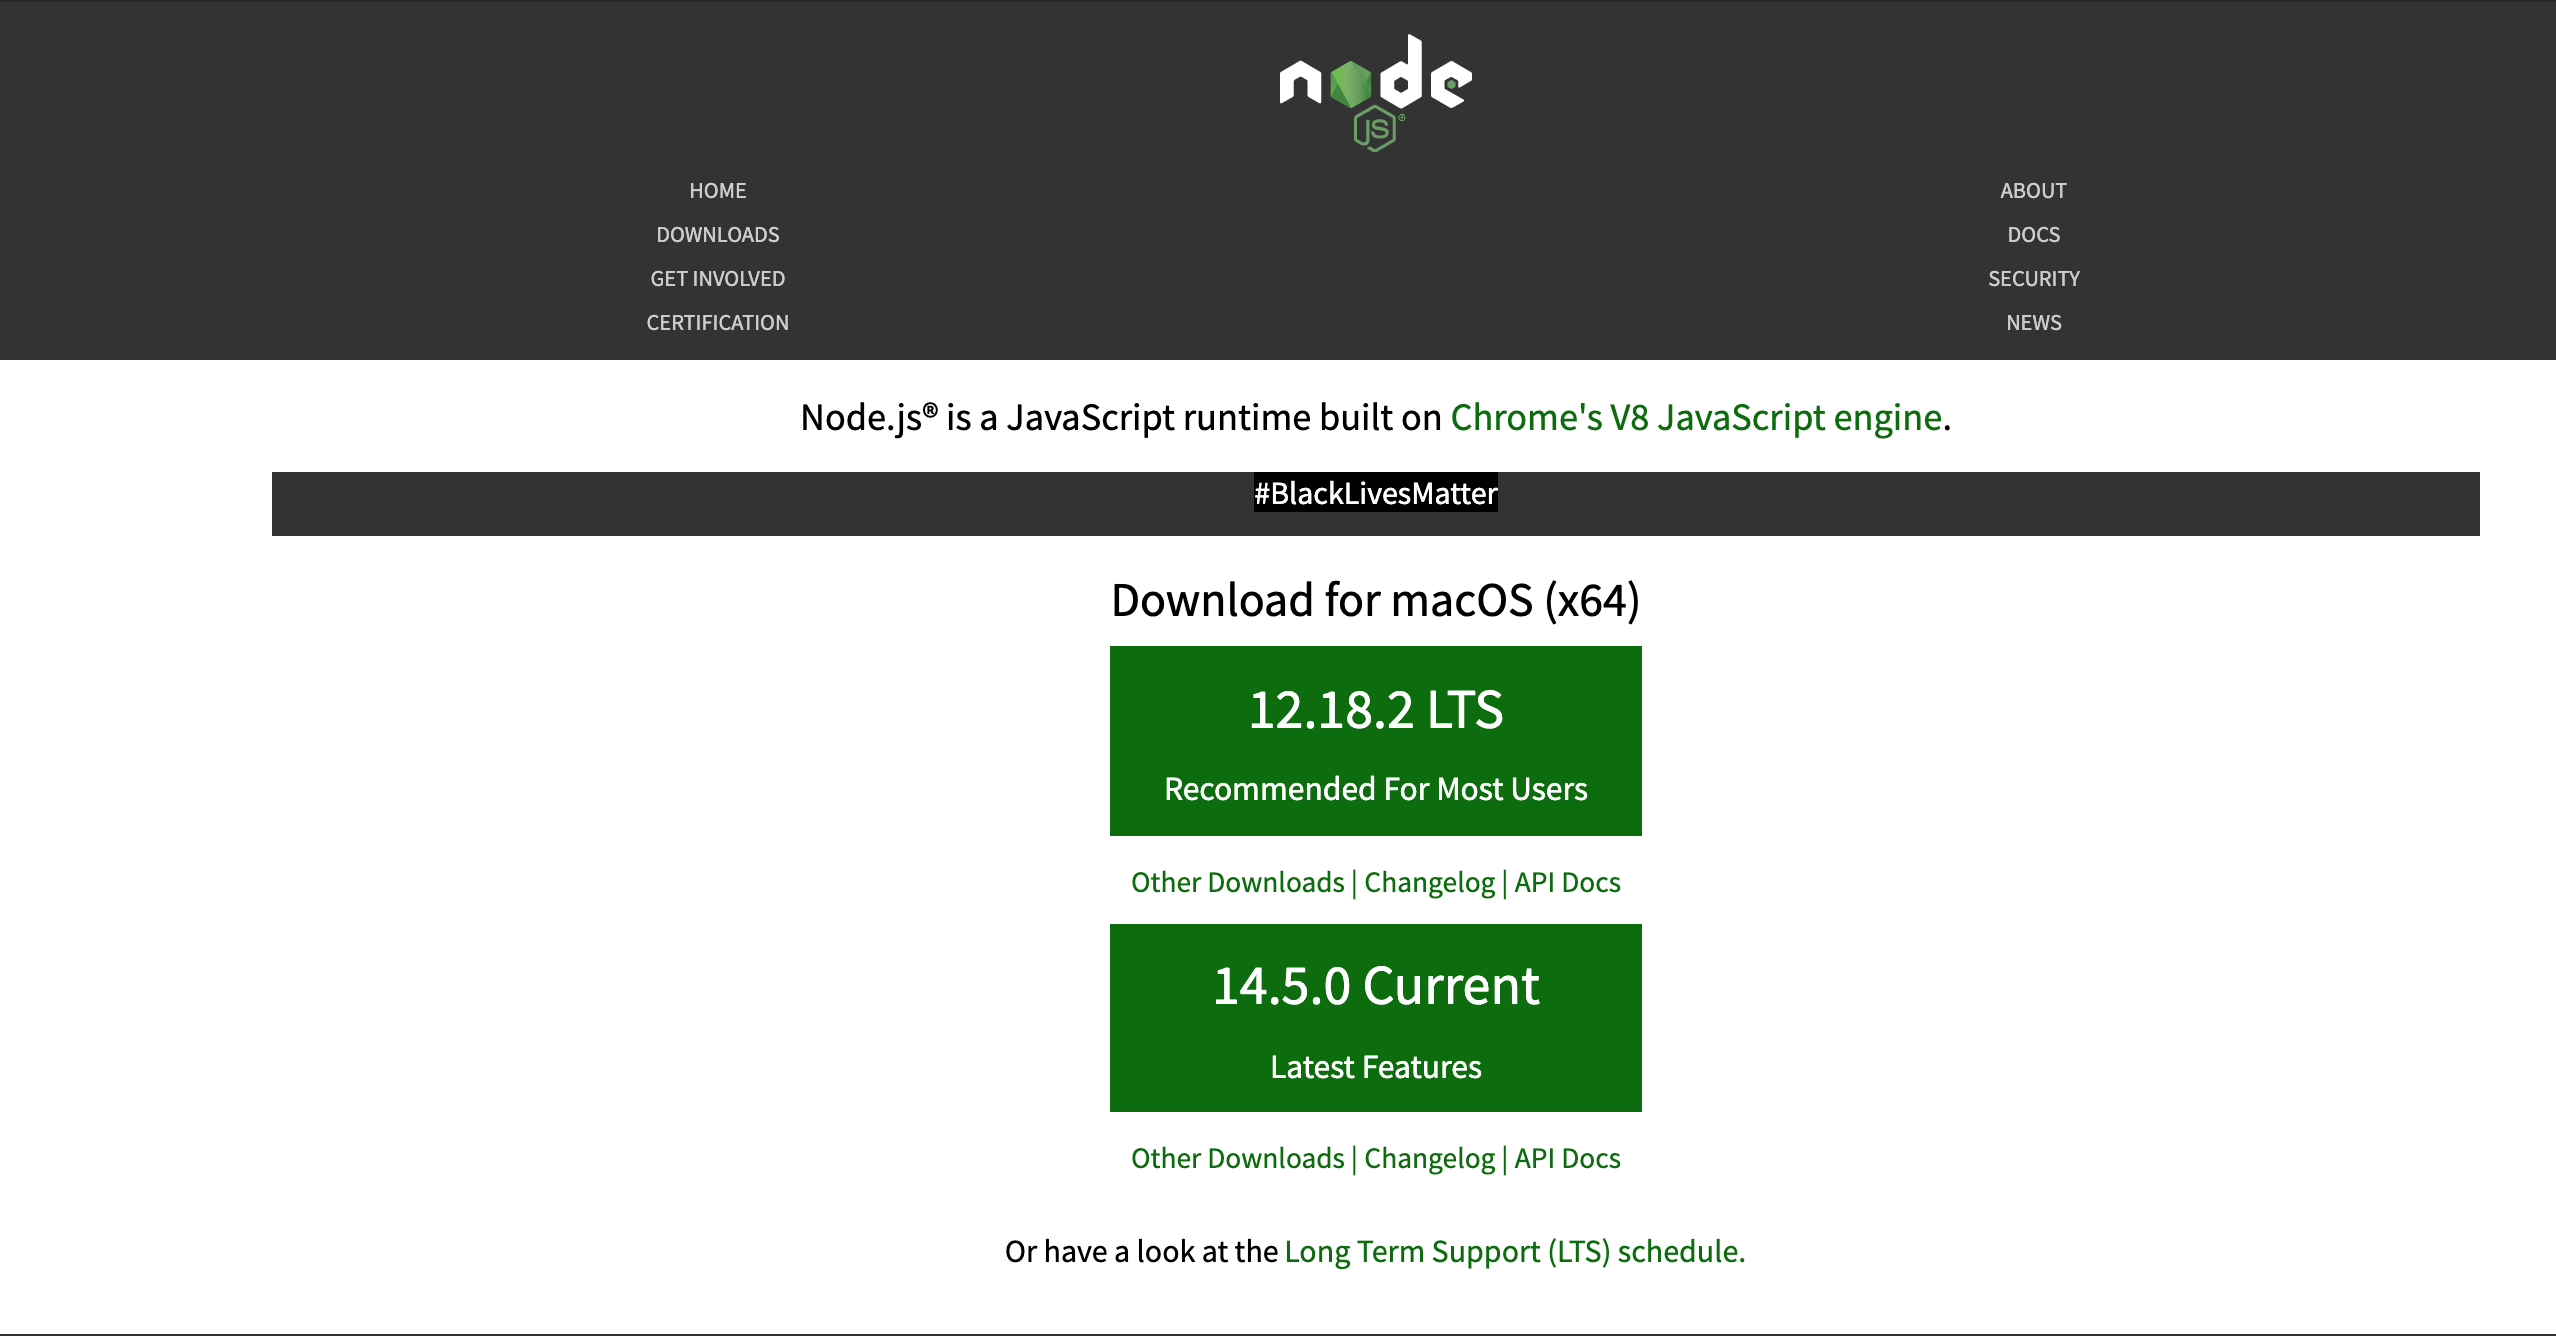 node
JS®
HOME
ABOUT
DOWNLOADS
DOCS
GET INVOLVED
SECURITY
CERTIFICATION
NEWS
Node.js® is a JavaScript runtime built on Chrome's V8 JavaScript engine.
#BlackLivesMatter
Download for macOS (x64)
12.18.2 LTS
Recommended For Most Users
Other Downloads | Changelog | API Docs
14.5.0 Current
Latest Features
Other Downloads | Changelog | API Docs
Or have a look at the Long Term Support (LTS) schedule.